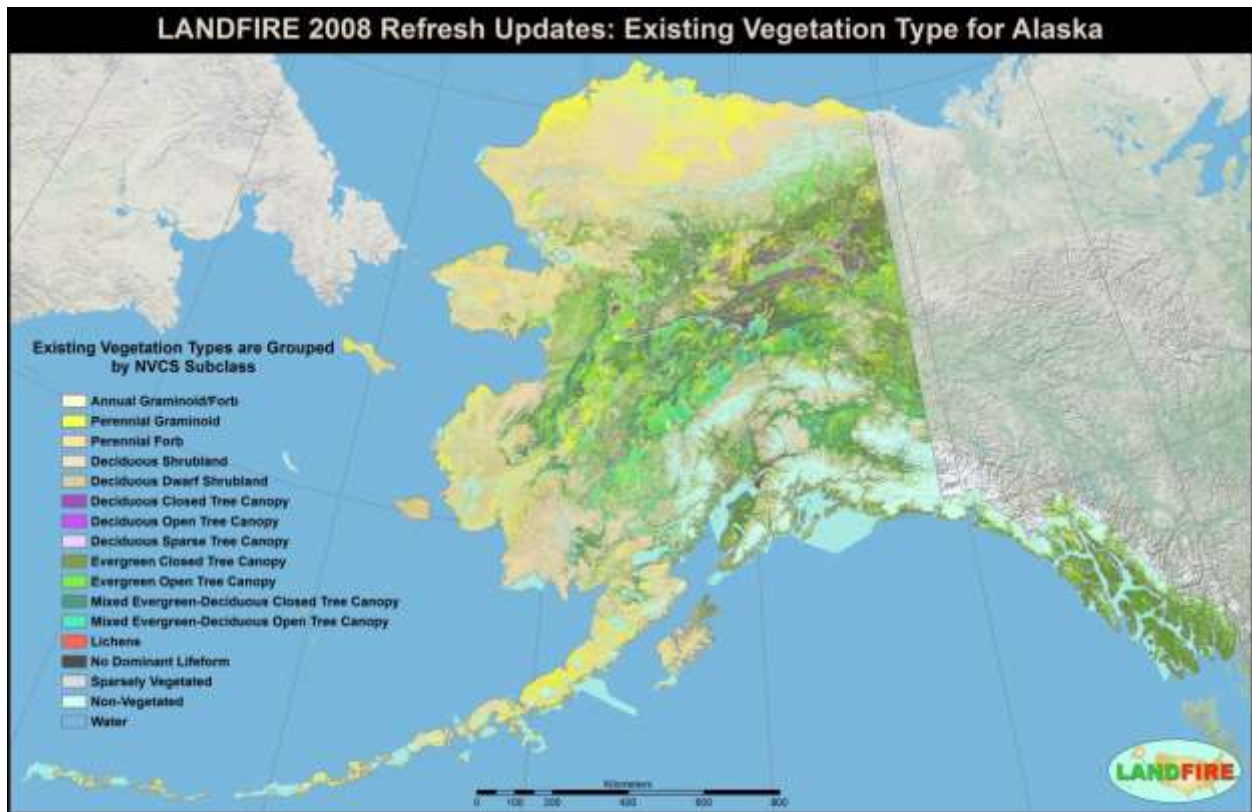 LANDFIRE 2008 Refresh Updates: Existing Vegetation Type for Alaska
Existing Vegetation Types are Grouped
by NVCS Subclass
Annual Graminoid/Forb
Perennial Graminoid
Perennial Forb
Deciduous Shrubland
Deciduous Dwarf Shrubland
Deciduous Closed Tree Canopy
Deciduous Open Tree Canopy
Deciduous Sparse Tree Canopy
Evergreen Closed Tree Canopy
Evergreen Open Tree Canopy
Mixed Evergreen-Deciduous Closed Tree Canopy
Mixed Evergreen-Deciduous Open Tree Canopy
Lichens
No Dominant Lifeform
Sparsely Vegetated
Non-Vegetated
Water
Kilometers
0 100 200 400 600 800
LANDFIRE